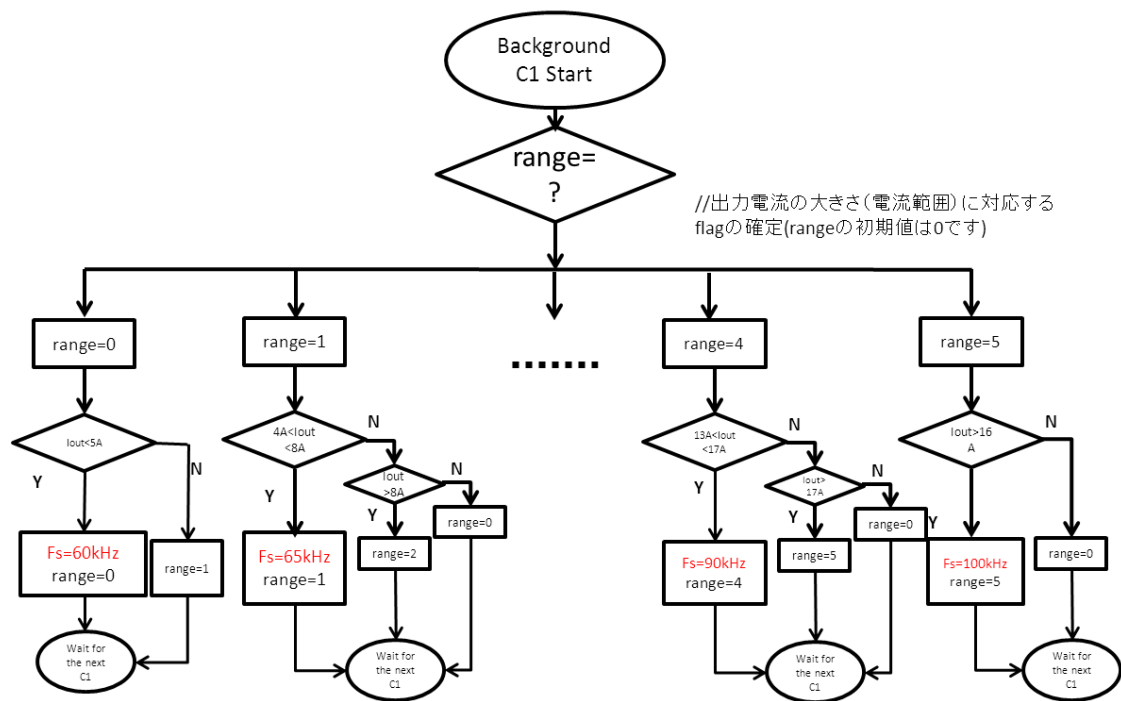 Background
C1 Start
range=
?
//出力電流の大きさ(電流範囲)に対応する
flagの確定(rangeの初期値は0です)
range=0
range=1
.......
range=4
range=5
Iout<5A
Y
N
Fs=60kHz
range=0
range=1
Wait for
the next
C1
4A<Iout
<8A
N
Y
Iout
>8A
N
Y
range=0
Fs=65kHz
range=1
range=2
Wait for
the next
C1
13A<Iout
<17A
N
Y
Iout>
17A
N
Y
range=0
Fs=90kHz
range=4
range=5
Wait for
the next
C1
Iout>16
A
N
Y
Fs=100kHz
range=5
range=0
Wait for
the next
C1